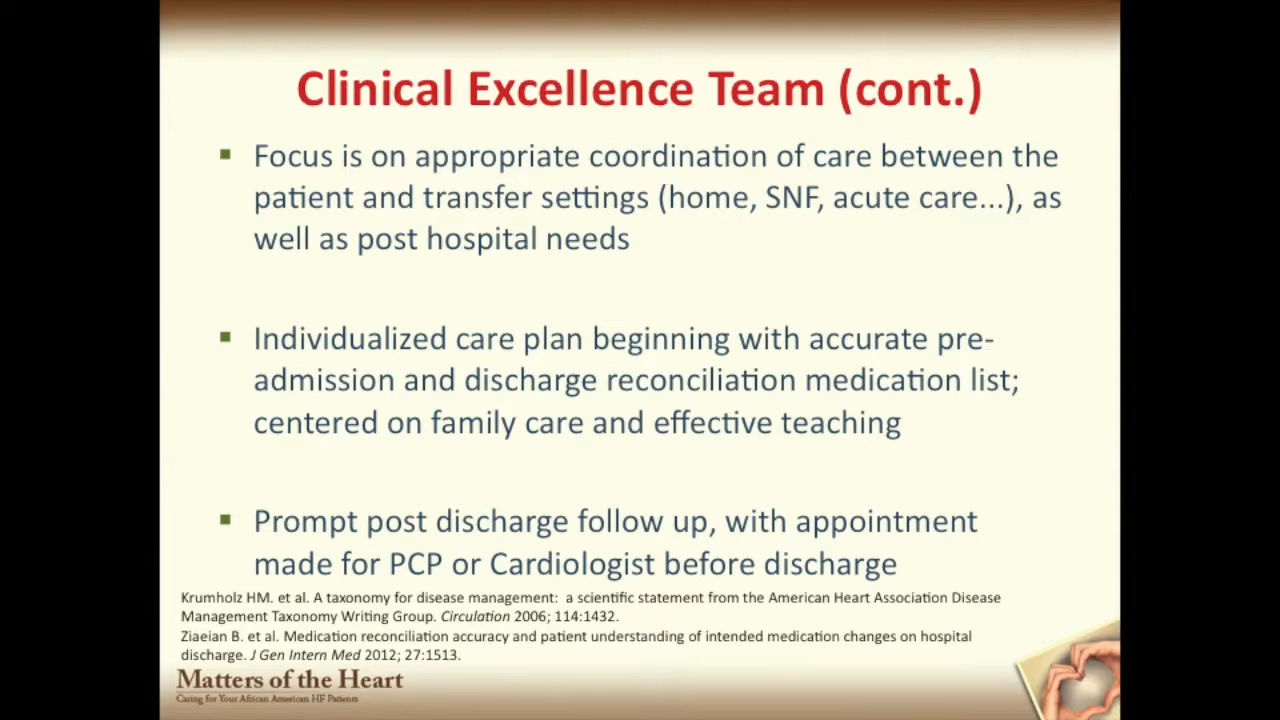 Clinical Excellence Team (cont.)
▪ Focus is on appropriate coordination of care between the
patient and transfer settings (home, SNF, acute care...), as
well as post hospital needs
▪ Individualized care plan beginning with accurate pre-
admission and discharge reconciliation medication list;
centered on family care and effective teaching
▪ Prompt post discharge follow up, with appointment
made for PCP or Cardiologist before discharge
Krumholz HM. et al. A taxonomy for disease management:  a scientific statement from the American Heart Association Disease
Management Taxonomy Writing Group. Circulation 2006; 114:1432.
Ziaeian B. et al. Medication reconciliation accuracy and patient understanding of intended medication changes on hospital
discharge. J Gen Intern Med 2012; 27:1513.
Matters of the Heart
Caring for Your African American HF Patients